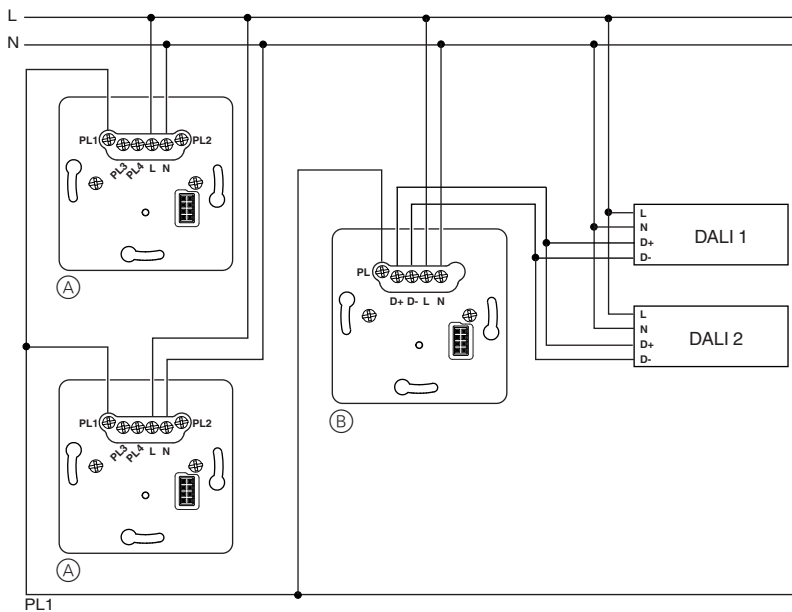 L
N
PL1
PL3
PL4
L N
PL2
A
PL
D+ D- L N
B
L
N
D+
D-
DALI 1
L
N
D+
D-
DALI 2
PL1
PL3
PL4
L N
PL2
A
PL1